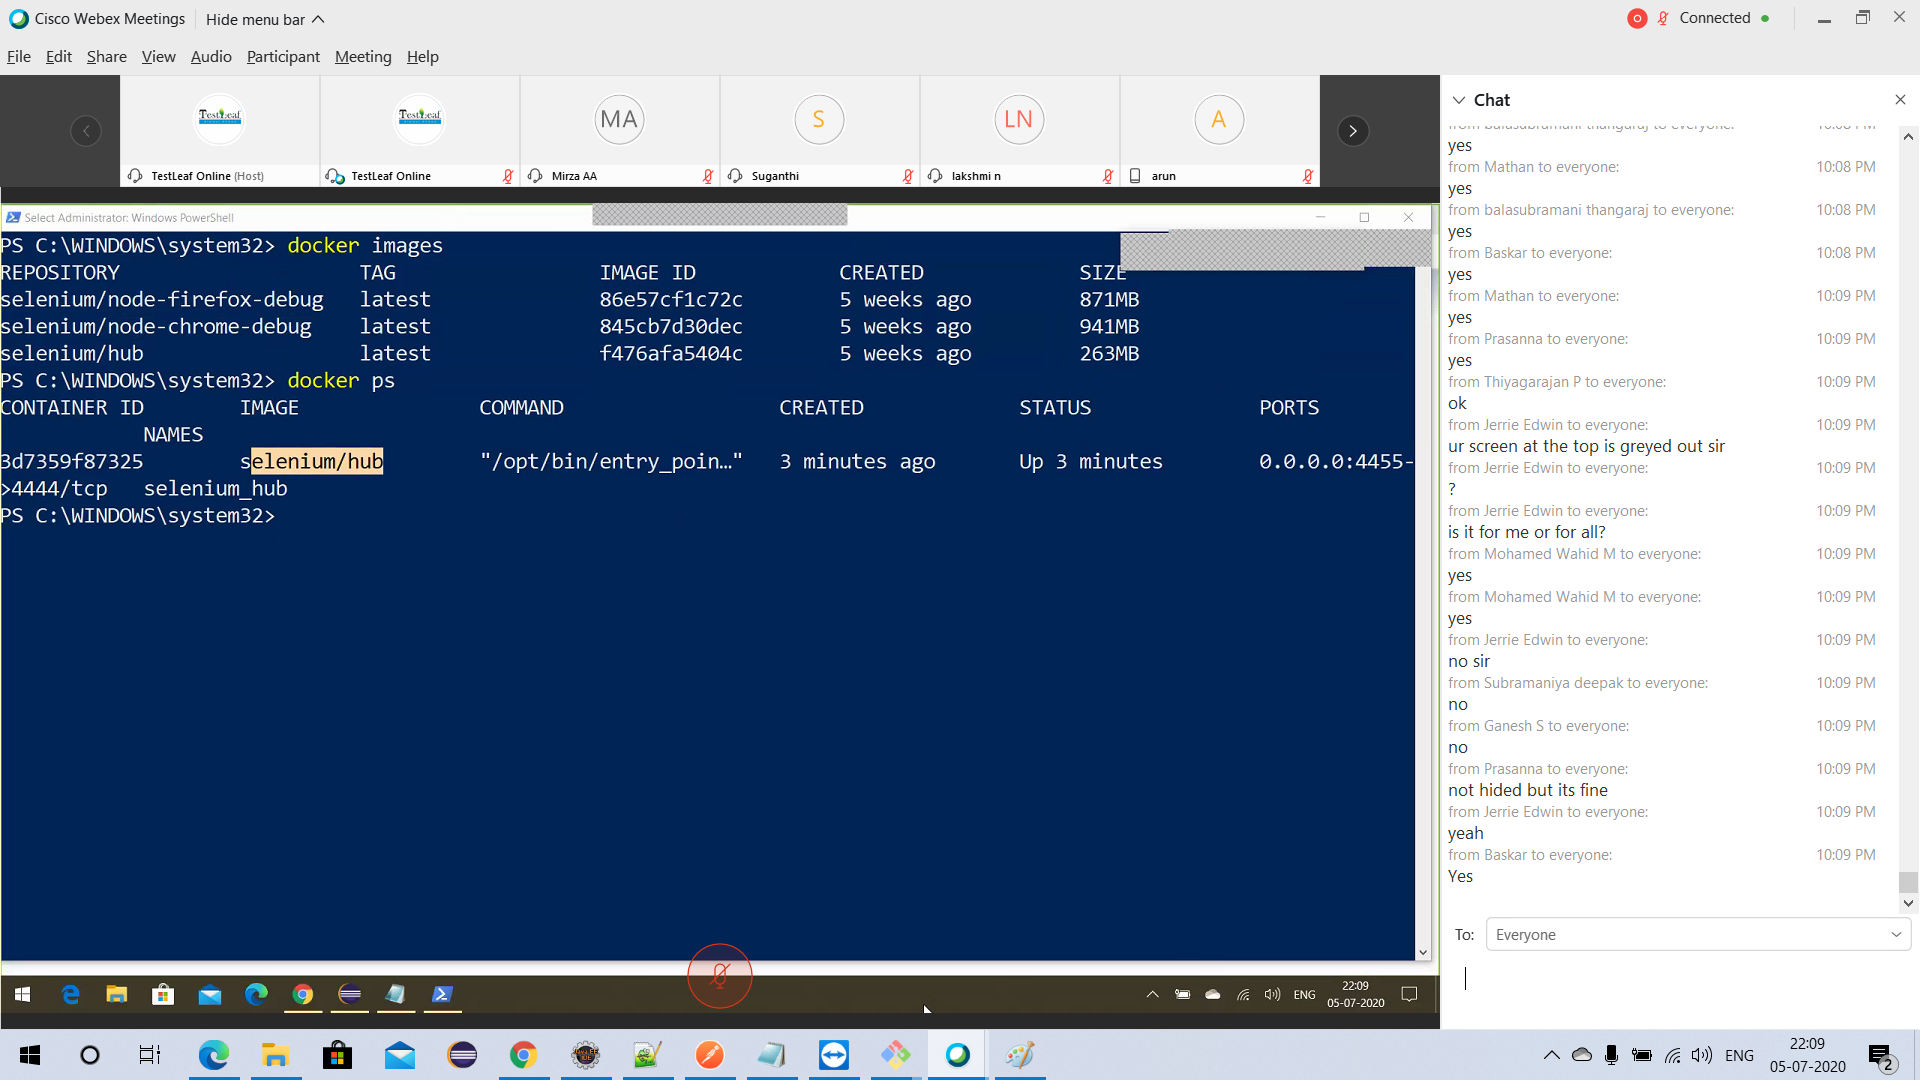 Cisco Webex Meetings
Hide menu bar
Connected
File Edit Share View Audio Participant Meeting Help
TestLeaf
TestLeaf
MA
S
LN
A
TestLeaf Online (Host)
TestLeaf Online
Mirza AA
Suganthi
lakshmi n
arun
Select Administrator: Windows PowerShell
PS C:\WINDOWS\system32> docker images
REPOSITORY TAG IMAGE ID CREATED SIZE
selenium/node-firefox-debug latest 86e57cf1c72c 5 weeks ago 871MB
selenium/node-chrome-debug latest 845cb7d30dec 5 weeks ago 941MB
selenium/hub latest f476afa5404c 5 weeks ago 263MB
PS C:\WINDOWS\system32> docker ps
CONTAINER ID IMAGE COMMAND CREATED STATUS PORTS
NAMES
3d7359f87325 selenium/hub "/opt/bin/entry_poin…" 3 minutes ago Up 3 minutes 0.0.0.0:4455-
>4444/tcp selenium_hub
PS C:\WINDOWS\system32>
ENG
22:09
05-07-2020
Chat
from balasubramani thangaraj to everyone: 10:08 PM
yes
from Mathan to everyone: 10:08 PM
yes
from balasubramani thangaraj to everyone: 10:08 PM
yes
from Baskar to everyone: 10:08 PM
yes
from Mathan to everyone: 10:09 PM
yes
from Prasanna to everyone: 10:09 PM
yes
from Thiyagarajan P to everyone: 10:09 PM
ok
from Jerrie Edwin to everyone: 10:09 PM
ur screen at the top is greyed out sir
from Jerrie Edwin to everyone: 10:09 PM
?
from Jerrie Edwin to everyone: 10:09 PM
is it for me or for all?
from Mohamed Wahid M to everyone: 10:09 PM
yes
from Mohamed Wahid M to everyone: 10:09 PM
yes
from Jerrie Edwin to everyone: 10:09 PM
no sir
from Subramaniya deepak to everyone: 10:09 PM
no
from Ganesh S to everyone: 10:09 PM
no
from Prasanna to everyone: 10:09 PM
not hided but its fine
from Jerrie Edwin to everyone: 10:09 PM
yeah
from Baskar to everyone: 10:09 PM
Yes
To: Everyone
ENG
22:09
05-07-2020
2